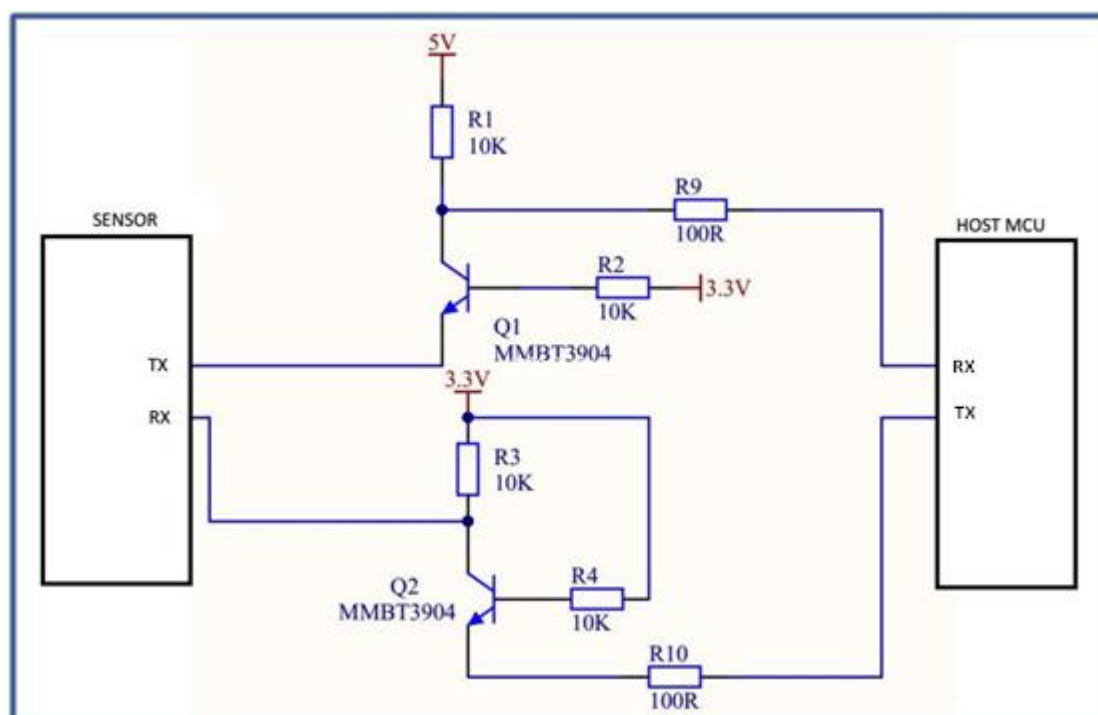 5V
R1
10K
R9
100R
SENSOR
HOST MCU
R2
10K
3.3V
Q1
MMBT3904
TX
RX
RX
TX
3.3V
R3
10K
Q2
MMBT3904
R4
10K
R10
100R